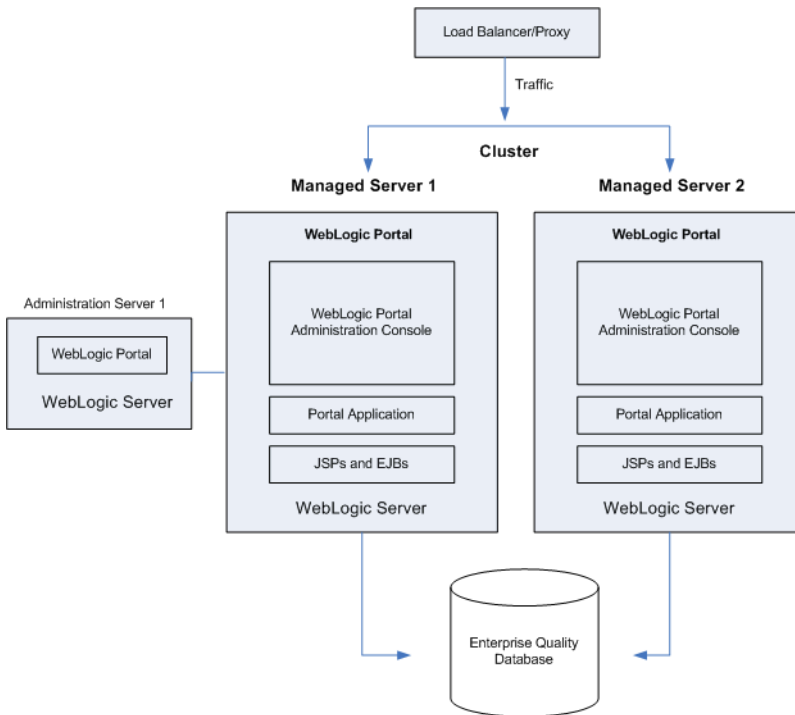 Load Balancer/Proxy
Traffic
Cluster
Managed Server 1
Managed Server 2
WebLogic Portal
WebLogic Portal
Administration Console
Portal Application
JSPs and EJBs
WebLogic Server
WebLogic Portal
WebLogic Portal
Administration Console
Portal Application
JSPs and EJBs
WebLogic Server
Administration Server 1
WebLogic Portal
WebLogic Server
Enterprise Quality
Database